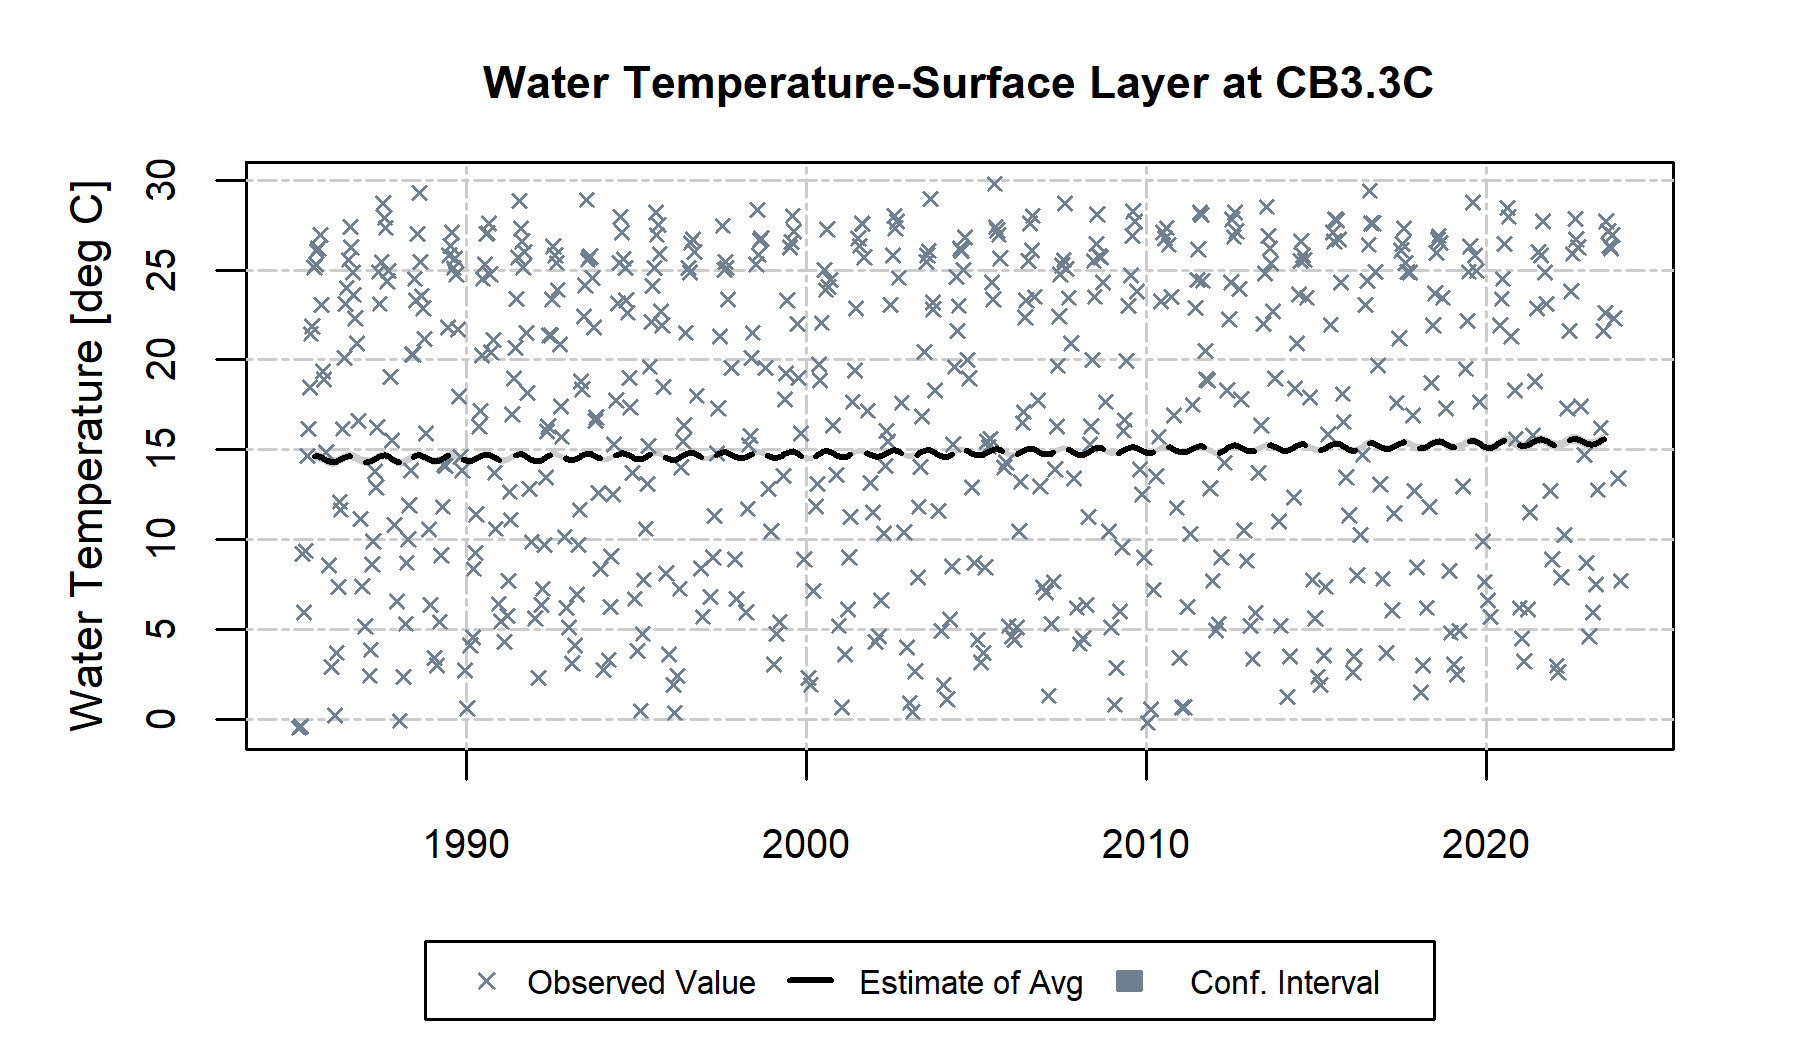 Water Temperature-Surface Layer at CB3.3C
Water Temperature [deg C]
30
25
20
15
10
5
0
1990 2000 2010 2020
Observed Value Estimate of Avg Conf. Interval